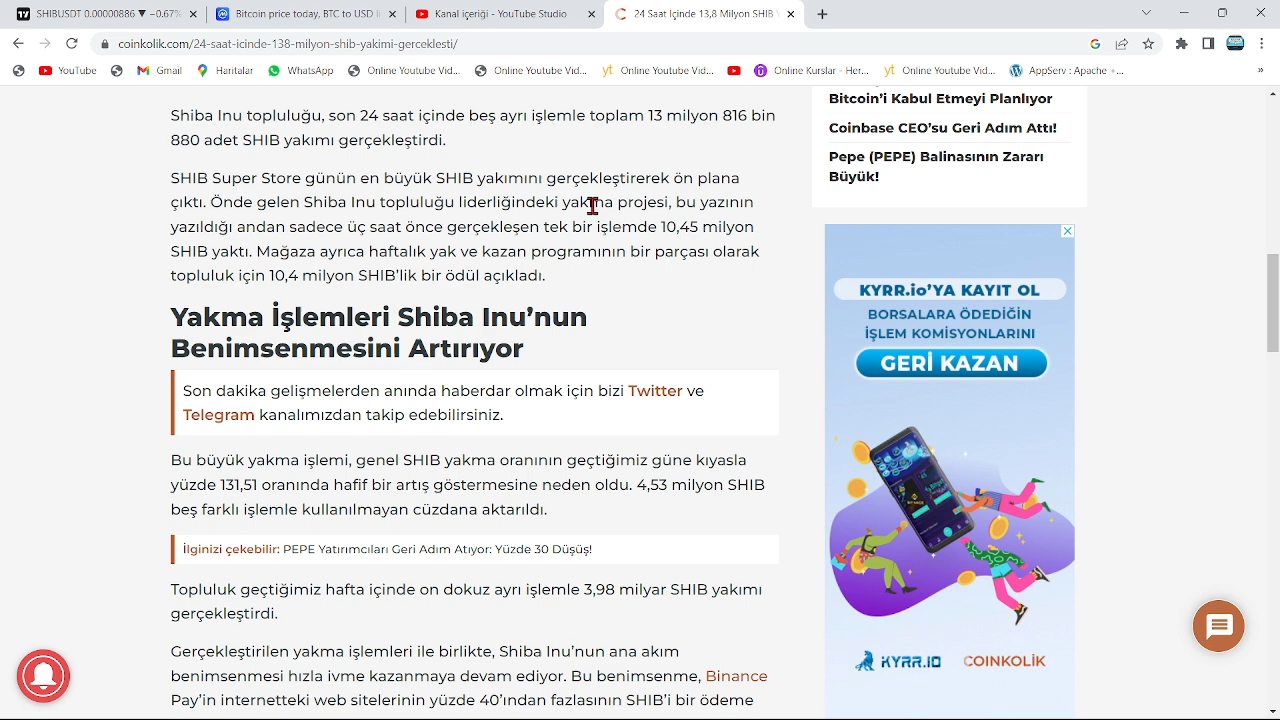 SHIBUSDT 0.00000886 ▼ −0.67%
Bitcoin price today, BTC to USD li
Kanal içeriği - YouTube Studio
24 Saat İçinde 13,8 Milyon SHIB Y
coinkolik.com/24-saat-icinde-138-milyon-shib-yakimi-gerceklesti/
YouTube
Gmail
Haritalar
WhatsApp
Online Youtube Vid...
Online Youtube Vid...
Online Youtube Vid...
Online Kurslar - Her...
Online Youtube Vid...
AppServ : Apache +...
»
Shiba Inu topluluğu, son 24 saat içinde beş ayrı işlemle toplam 13 milyon 816 bin
880 adet SHIB yakımı gerçekleştirdi.
SHIB Super Store günün en büyük SHIB yakımını gerçekleştirerek ön plana
çıktı. Önde gelen Shiba Inu topluluğu liderliğindeki yakma projesi, bu yazının
yazıldığı andan sadece üç saat önce gerçekleşen tek bir işlemde 10,45 milyon
SHIB yaktı. Mağaza ayrıca haftalık yak ve kazan programının bir parçası olarak
topluluk için 10,4 milyon SHIB’lik bir ödül açıkladı.
Yakma İşlemleri Shiba Inu’nun
Benimsenmesini Artırıyor
Son dakika gelişmelerden anında haberdar olmak için bizi Twitter ve
Telegram kanalımızdan takip edebilirsiniz.
Bu büyük yakma işlemi, genel SHIB yakma oranının geçtiğimiz güne kıyasla
yüzde 131,51 oranında hafif bir artış göstermesine neden oldu. 4,53 milyon SHIB
beş farklı işlemle kullanılmayan cüzdana aktarıldı.
İlginizi çekebilir: PEPE Yatırımcıları Geri Adım Atıyor: Yüzde 30 Düşüş!
Topluluk geçtiğimiz hafta içinde on dokuz ayrı işlemle 3,98 milyar SHIB yakımı
gerçekleştirdi.
Gerçekleştirilen yakma işlemleri ile birlikte, Shiba Inu’nun ana akım
benimsenmesi hızla ivme kazanmaya devam ediyor. Bu benimsenme, Binance
Pay’in internetteki web sitelerinin yüzde 40’ından fazlasının SHIB’i bir ödeme
Bitcoin’i Kabul Etmeyi Planlıyor
Coinbase CEO’su Geri Adım Attı!
Pepe (PEPE) Balinasının Zararı
Büyük!
KYRR.io’YA KAYIT OL
BORSALARA ÖDEDİĞİN
İŞLEM KOMİSYONLARINI
GERİ KAZAN
KYRR.IO
COINKOLİK